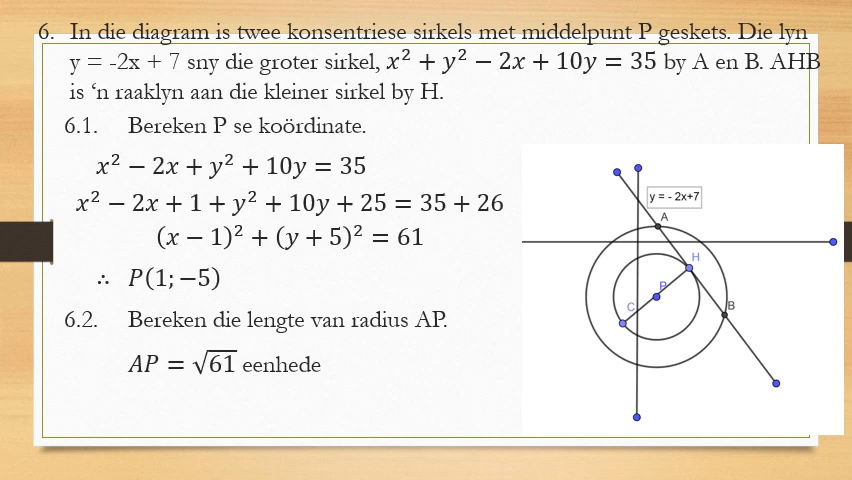 6. In die diagram is twee konsentriese sirkels met middelpunt P geskets. Die lyn
y = -2x + 7 sny die groter sirkel, x² + y² − 2x + 10y = 35 by A en B. AHB
is ‘n raaklyn aan die kleiner sirkel by H.
6.1. Bereken P se koördinate.
x² − 2x + y² + 10y = 35
x² − 2x + 1 + y² + 10y + 25 = 35 + 26
(x − 1)² + (y + 5)² = 61
∴ P(1; −5)
6.2. Bereken die lengte van radius AP.
AP = √61 eenhede
y = - 2x+7
A
H
P
C
B